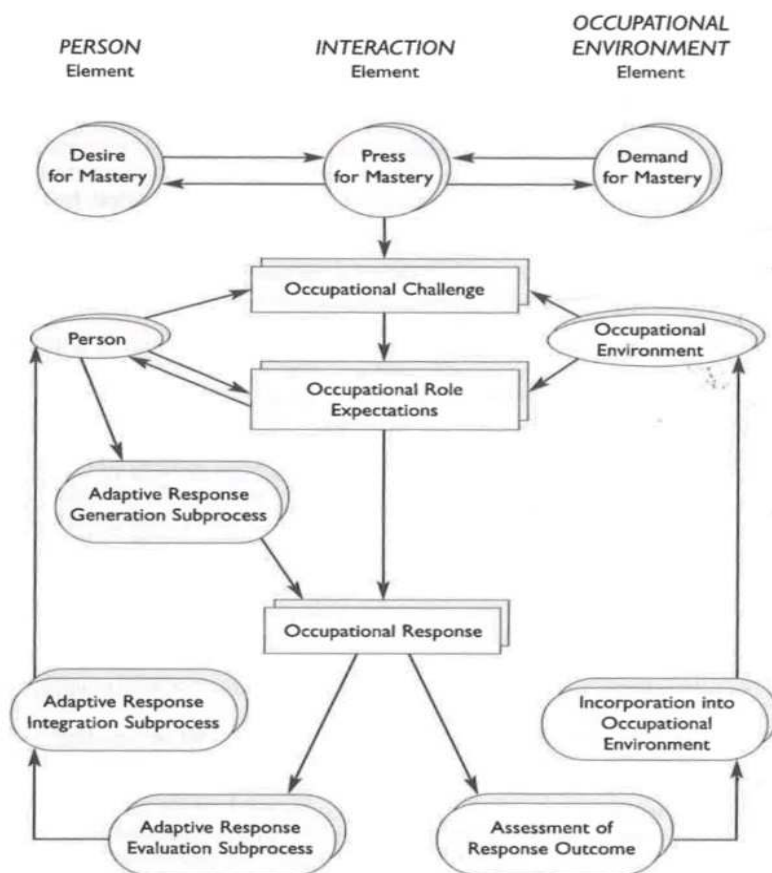 PERSON
Element
INTERACTION
Element
OCCUPATIONAL
ENVIRONMENT
Element
Desire
for Mastery
Press
for Mastery
Demand
for Mastery
Occupational Challenge
Person
Occupational
Environment
Occupational Role
Expectations
Adaptive Response
Generation Subprocess
Occupational Response
Adaptive Response
Integration Subprocess
Incorporation into
Occupational
Environment
Adaptive Response
Evaluation Subprocess
Assessment of
Response Outcome